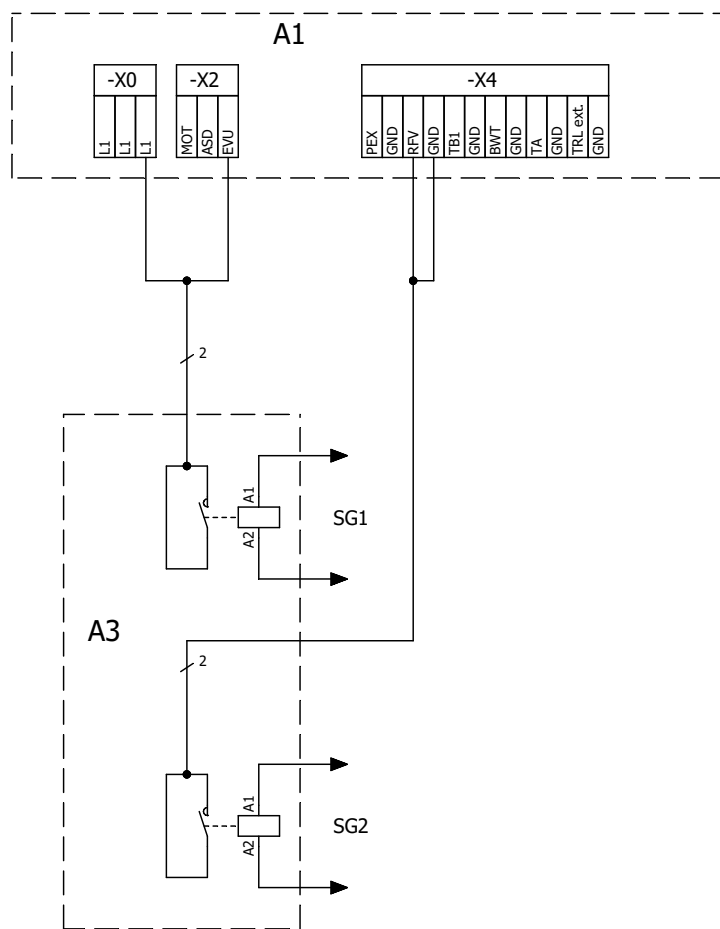 A1
-X0
-X2
-X4
L1
L1
L1
MOT
ASD
EVU
PEX
GND
RFV
GND
TB1
GND
BWT
GND
TA
GND
TRL ext.
GND
2
A1
A2
SG1
A3
2
A1
A2
SG2